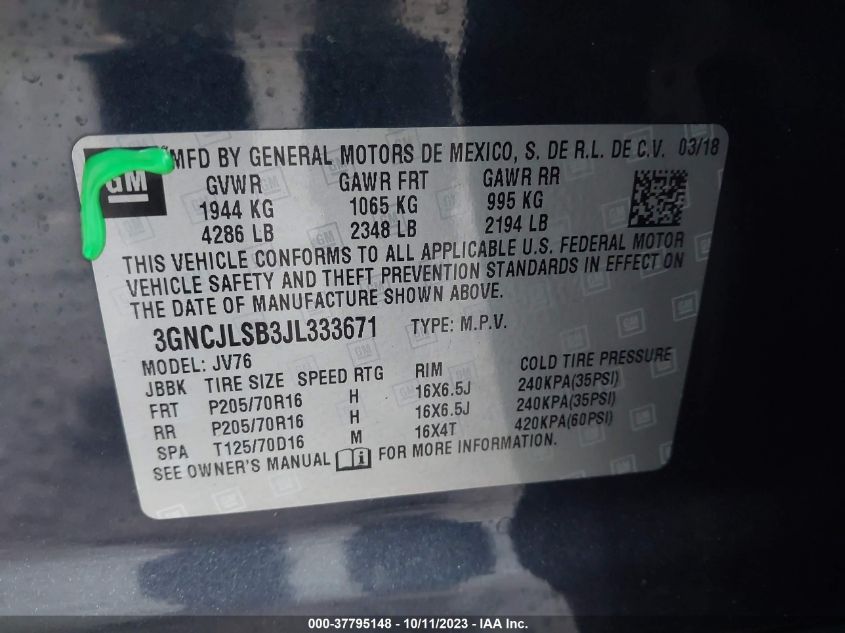 GM
MFD BY GENERAL MOTORS DE MEXICO, S. DE R.L. DE C.V. 03/18
GVWR GAWR FRT GAWR RR
1944 KG 1065 KG 995 KG
4286 LB 2348 LB 2194 LB
THIS VEHICLE CONFORMS TO ALL APPLICABLE U.S. FEDERAL MOTOR
VEHICLE SAFETY AND THEFT PREVENTION STANDARDS IN EFFECT ON
THE DATE OF MANUFACTURE SHOWN ABOVE.
3GNCJLSB3JL333671 TYPE: M.P.V.
MODEL: JV76
JBBK TIRE SIZE SPEED RTG RIM COLD TIRE PRESSURE
FRT P205/70R16 H 16X6.5J 240KPA(35PSI)
RR P205/70R16 H 16X6.5J 240KPA(35PSI)
SPA T125/70D16 M 16X4T 420KPA(60PSI)
SEE OWNER'S MANUAL FOR MORE INFORMATION.
000-37795148 - 10/11/2023 - IAA Inc.